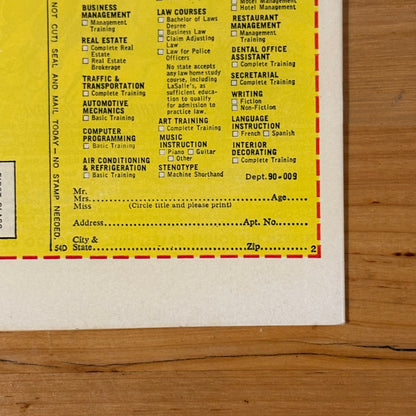 NOT CUT! SEAL AND MAIL TODAY – NO STAMP NEEDED.
BUSINESS
MANAGEMENT
Management
Training
REAL ESTATE
Complete Real
Estate
Real Estate
Brokerage
TRAFFIC &
TRANSPORTATION
Complete Training
AUTOMOTIVE
MECHANICS
Basic Training
COMPUTER
PROGRAMMING
Basic Training
AIR CONDITIONING
& REFRIGERATION
Basic Training
LAW COURSES
Bachelor of Laws
Degree
Business Law
Claim Adjusting
Law
Law for Police
Officers
No state accepts
any law home study
course, including
LaSalle's, as
sufficient educa-
tion to qualify
for admission to
practice law.
ART TRAINING
Complete Training
MUSIC
INSTRUCTION
Piano Guitar
Other
STENOTYPE
Machine Shorthand
Motel Management
Hotel Management
RESTAURANT
MANAGEMENT
Complete Training
DENTAL OFFICE
ASSISTANT
Complete Training
SECRETARIAL
Complete Training
WRITING
Fiction
Non-Fiction
LANGUAGE
INSTRUCTION
French Spanish
INTERIOR
DECORATING
Complete Training
Dept. 90-009
Mr.
Mrs. Age
Miss (Circle title and please print)
Address Apt. No.
City &
State Zip 2
54D